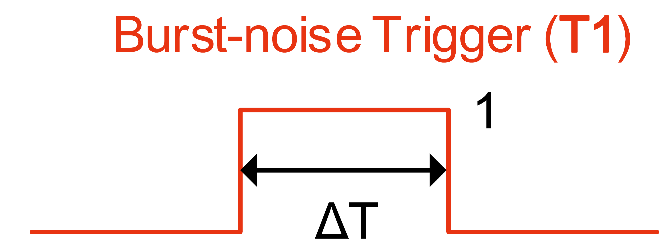 Burst-noise Trigger (T1)
1
ΔT